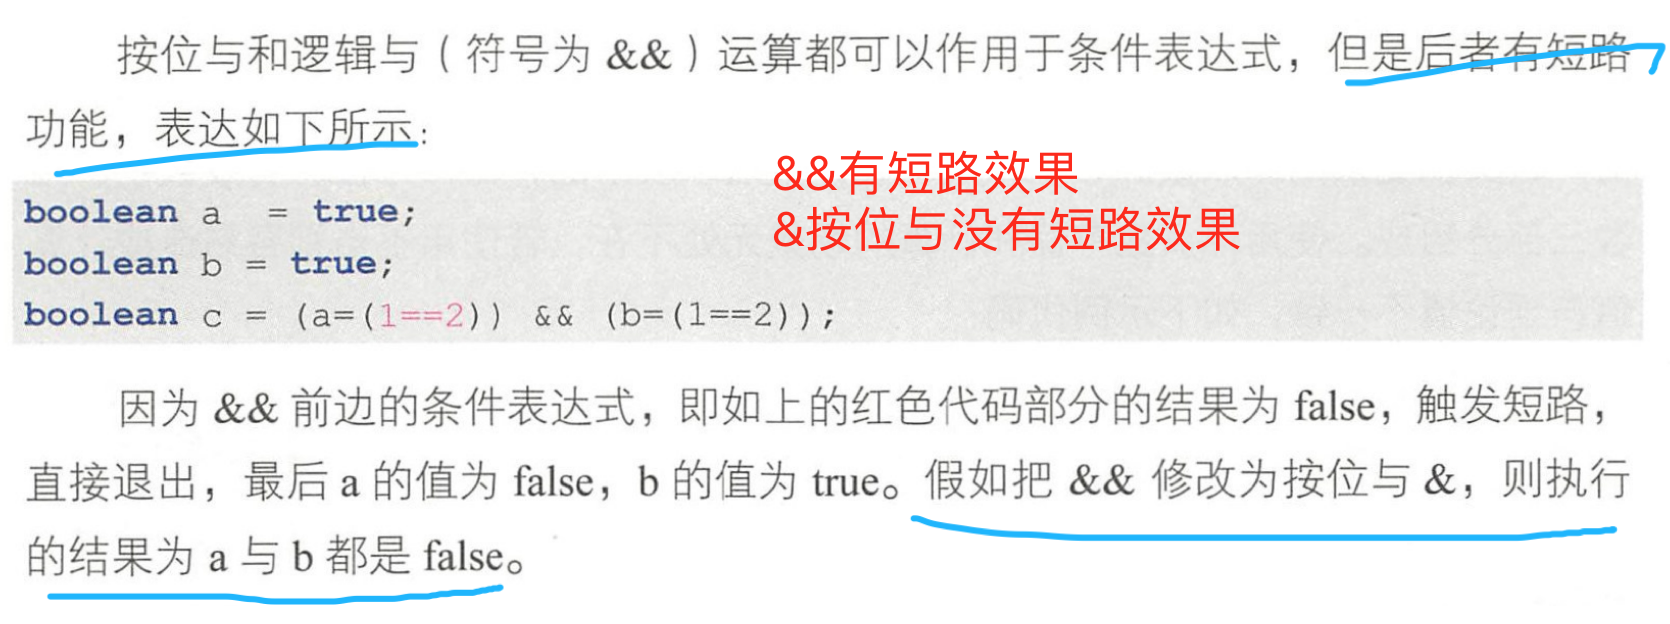 按位与和逻辑与（符号为 && ）运算都可以作用于条件表达式，但是后者有短路
功能，表达如下所示：
&&有短路效果
&按位与没有短路效果
boolean a  = true;
boolean b = true;
boolean c = (a=(1==2)) && (b=(1==2));
因为 && 前边的条件表达式，即如上的红色代码部分的结果为 false，触发短路，
直接退出，最后 a 的值为 false，b 的值为 true。假如把 && 修改为按位与 &，则执行
的结果为 a 与 b 都是 false。